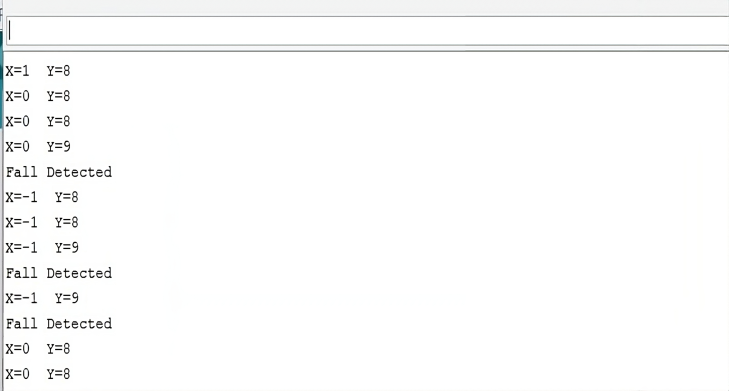 X=1  Y=8
X=0  Y=8
X=0  Y=8
X=0  Y=9
Fall Detected
X=-1  Y=8
X=-1  Y=8
X=-1  Y=9
Fall Detected
X=-1  Y=9
Fall Detected
X=0  Y=8
X=0  Y=8